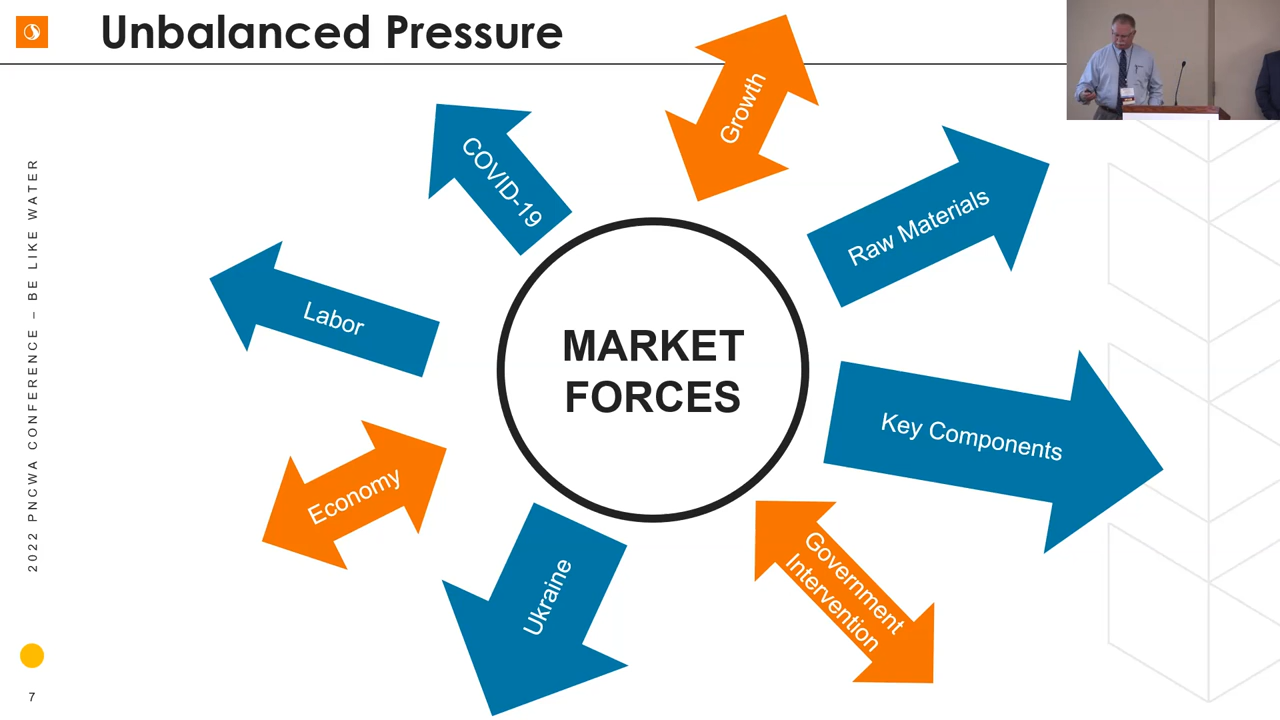 Unbalanced Pressure
Growth
COVID-19
Raw Materials
Labor
MARKET
FORCES
Key Components
Economy
Ukraine
Government
Intervention
2022 PNCWA CONFERENCE – BE LIKE WATER
7